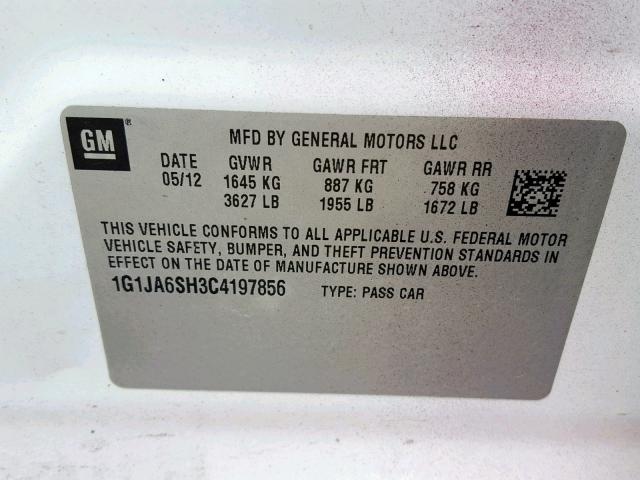 GM®
MFD BY GENERAL MOTORS LLC
DATE GVWR GAWR FRT GAWR RR
05/12 1645 KG 887 KG 758 KG
3627 LB 1955 LB 1672 LB
THIS VEHICLE CONFORMS TO ALL APPLICABLE U.S. FEDERAL MOTOR
VEHICLE SAFETY, BUMPER, AND THEFT PREVENTION STANDARDS IN
EFFECT ON THE DATE OF MANUFACTURE SHOWN ABOVE.
1G1JA6SH3C4197856 TYPE: PASS CAR